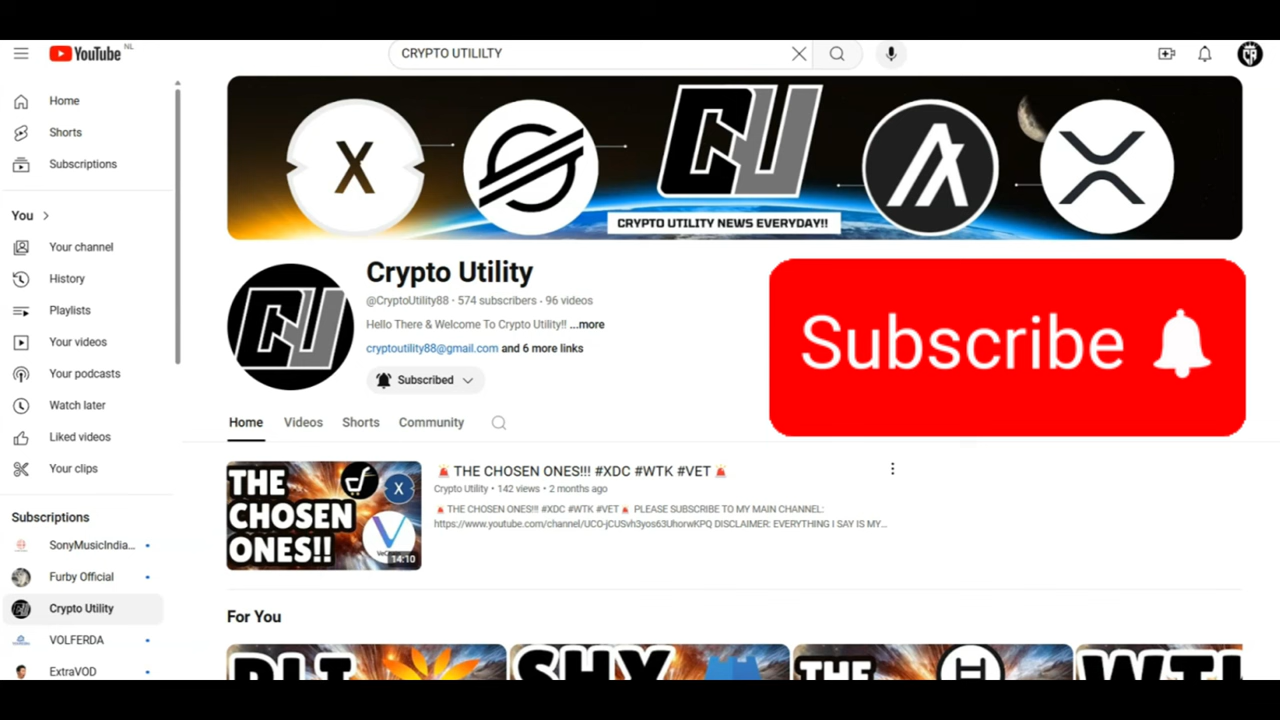 YouTube NL
CRYPTO UTILILTY
Home
Shorts
Subscriptions
You
Your channel
History
Playlists
Your videos
Your podcasts
Watch later
Liked videos
Your clips
Subscriptions
SonyMusicIndia...
Furby Official
Crypto Utility
VOLFERDA
ExtraVOD
X
CU
CRYPTO UTILITY NEWS EVERYDAY!!
CU
Crypto Utility
@CryptoUtility88 · 574 subscribers · 96 videos
Hello There & Welcome To Crypto Utility!! ...more
cryptoutility88@gmail.com and 6 more links
Subscribed
Subscribe
Home Videos Shorts Community
THE
CHOSEN
ONES!!
X
14:10
🚨 THE CHOSEN ONES!!! #XDC #WTK #VET 🚨
Crypto Utility · 142 views · 2 months ago
🚨 THE CHOSEN ONES!!! #XDC #WTK #VET 🚨 PLEASE SUBSCRIBE TO MY MAIN CHANNEL:
https://www.youtube.com/channel/UCO-jCUSvh3yos63UhorwKPQ DISCLAIMER: EVERYTHING I SAY IS MY...
For You
THE